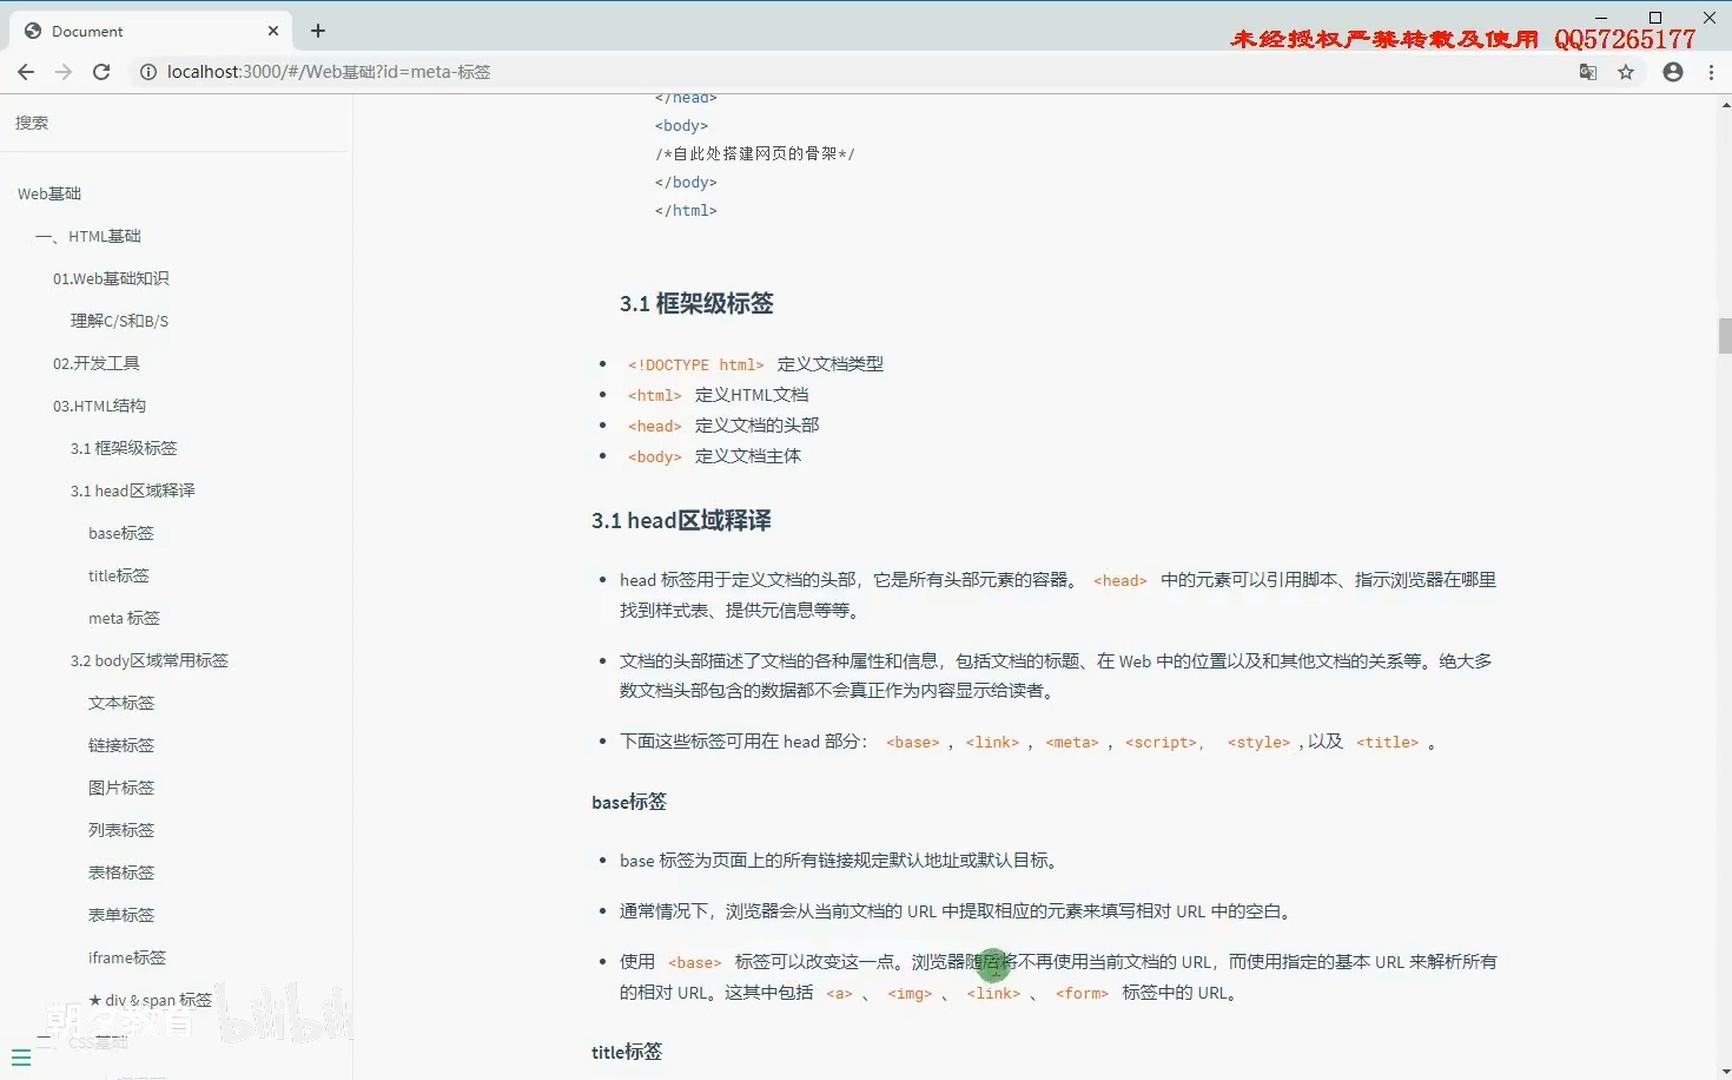 Document
未经授权严禁转载及使用 QQ57265177
localhost:3000/#/Web基础?id=meta-标签
搜索
Web基础
一、HTML基础
01.Web基础知识
理解C/S和B/S
02.开发工具
03.HTML结构
3.1 框架级标签
3.1 head区域释译
base标签
title标签
meta 标签
3.2 body区域常用标签
文本标签
链接标签
图片标签
列表标签
表格标签
表单标签
iframe标签
★ div & span 标签
朝夕教育 bilibili
二、CSS基础
</head>
<body>
/*自此处搭建网页的骨架*/
</body>
</html>
3.1 框架级标签
<!DOCTYPE html> 定义文档类型
<html> 定义HTML文档
<head> 定义文档的头部
<body> 定义文档主体
3.1 head区域释译
head 标签用于定义文档的头部，它是所有头部元素的容器。 <head> 中的元素可以引用脚本、指示浏览器在哪里
找到样式表、提供元信息等等。
文档的头部描述了文档的各种属性和信息，包括文档的标题、在 Web 中的位置以及和其他文档的关系等。绝大多
数文档头部包含的数据都不会真正作为内容显示给读者。
下面这些标签可用在 head 部分： <base> , <link> , <meta> , <script>, <style> , 以及 <title> 。
base标签
base 标签为页面上的所有链接规定默认地址或默认目标。
通常情况下，浏览器会从当前文档的 URL 中提取相应的元素来填写相对 URL 中的空白。
使用 <base> 标签可以改变这一点。浏览器随后将不再使用当前文档的 URL，而使用指定的基本 URL 来解析所有
的相对 URL。这其中包括 <a> 、 <img> 、 <link> 、 <form> 标签中的 URL。
title标签